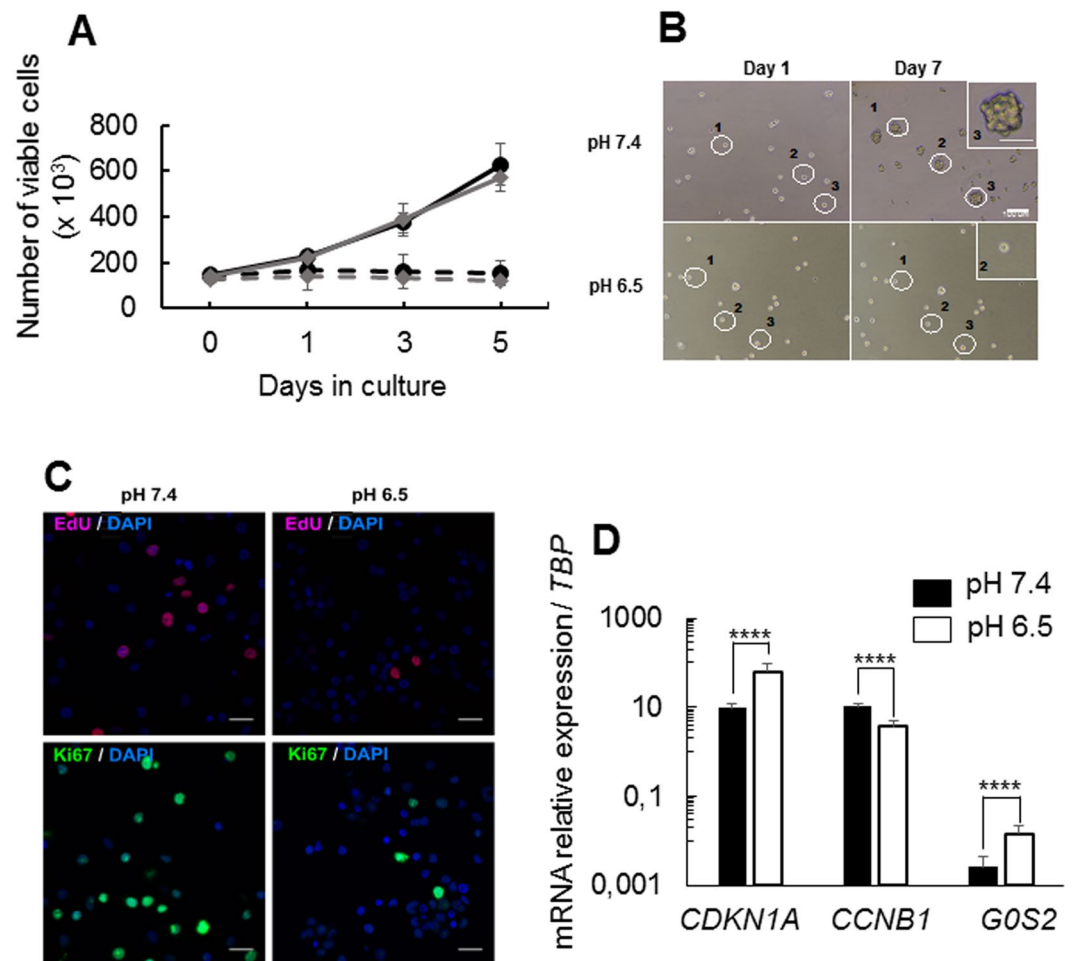 A
Number of viable cells
(x 10³)
800
600
400
200
0
0 1 3 5
Days in culture
B
Day 1 Day 7
pH 7.4
1
2
3
1
2
3
3
pH 6.5
1
2
3
1
2
3
2
C
pH 7.4 pH 6.5
EdU / DAPI
EdU / DAPI
Ki67 / DAPI
Ki67 / DAPI
D
mRNA relative expression/ TBP
pH 7.4
pH 6.5
1000
10
0,1
0,001
****
****
****
CDKN1A CCNB1 G0S2